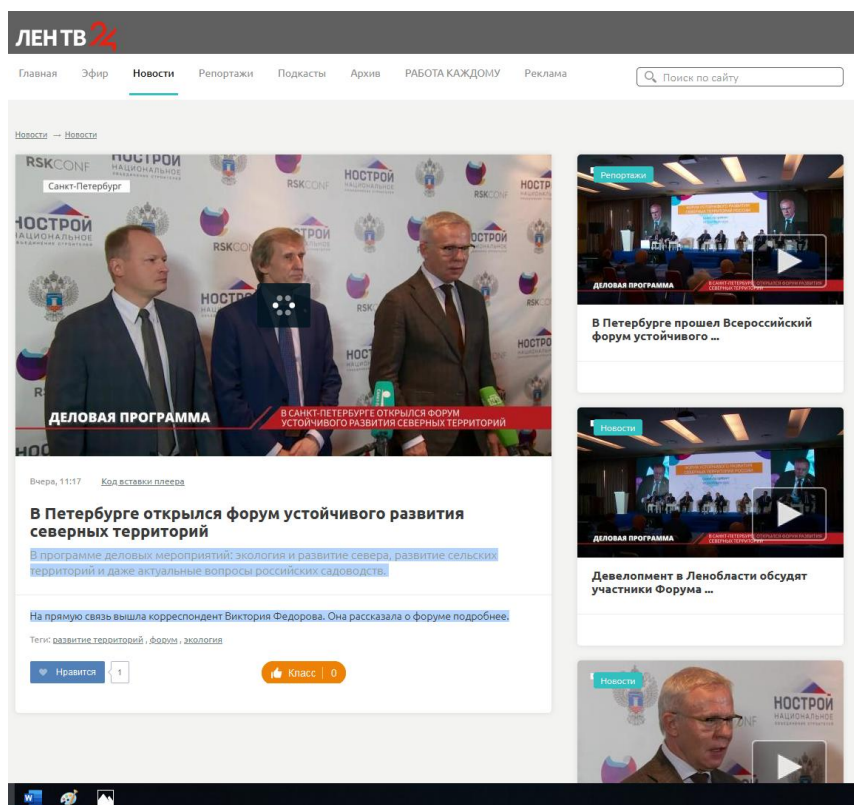 ЛЕН ТВ 24
Главная Эфир Новости Репортажи Подкасты Архив РАБОТА КАЖДОМУ Реклама Поиск по сайту
Новости → Новости
RSKCONF
НОСТРОЙ
НАЦИОНАЛЬНОЕ
Санкт-Петербург
RSKCONF
НОСТРОЙ
НАЦИОНАЛЬНОЕ
ДЕЛОВАЯ ПРОГРАММА
В САНКТ-ПЕТЕРБУРГЕ ОТКРЫЛСЯ ФОРУМ
УСТОЙЧИВОГО РАЗВИТИЯ СЕВЕРНЫХ ТЕРРИТОРИЙ
Вчера, 11:17 Код вставки плеера
В Петербурге открылся форум устойчивого развития
северных территорий
В программе деловых мероприятий: экология и развитие севера, развитие сельских
территорий и даже актуальные вопросы российских садоводств.
На прямую связь вышла корреспондент Виктория Федорова. Она рассказала о форуме подробнее.
Теги: развитие территорий , форум , экология
Нравится 1
Класс 0
Репортажи
ДЕЛОВАЯ ПРОГРАММА
В Петербурге прошел Всероссийский
форум устойчивого ...
Новости
ДЕЛОВАЯ ПРОГРАММА
Девелопмент в Ленобласти обсудят
участники Форума ...
Новости
НОСТРОЙ
НАЦИОНАЛЬНОЕ